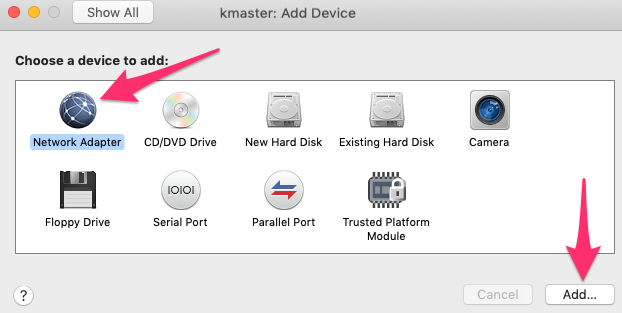 Show All
kmaster: Add Device
Choose a device to add:
Network Adapter
CD/DVD Drive
New Hard Disk
Existing Hard Disk
Camera
Floppy Drive
Serial Port
Parallel Port
Trusted Platform
Module
?
Cancel
Add...